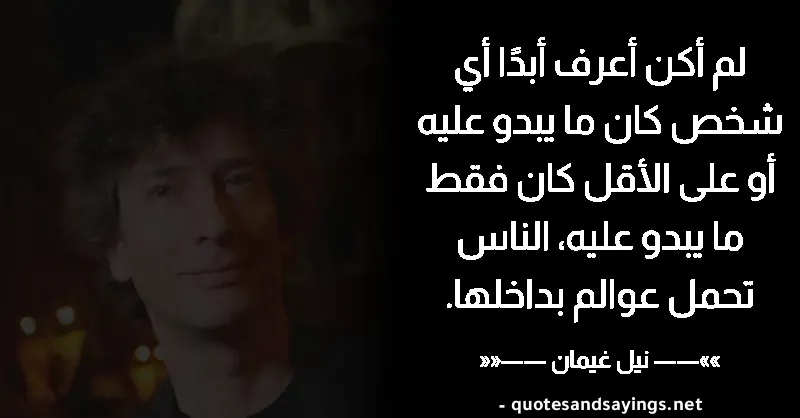 لم أكن أعرف أبدًا أي
شخص كان ما يبدو عليه
أو على الأقل كان فقط
ما يبدو عليه، الناس
تحمل عوالم بداخلها.
»»—— نيل غيمان ——««
- quotesandsayings.net